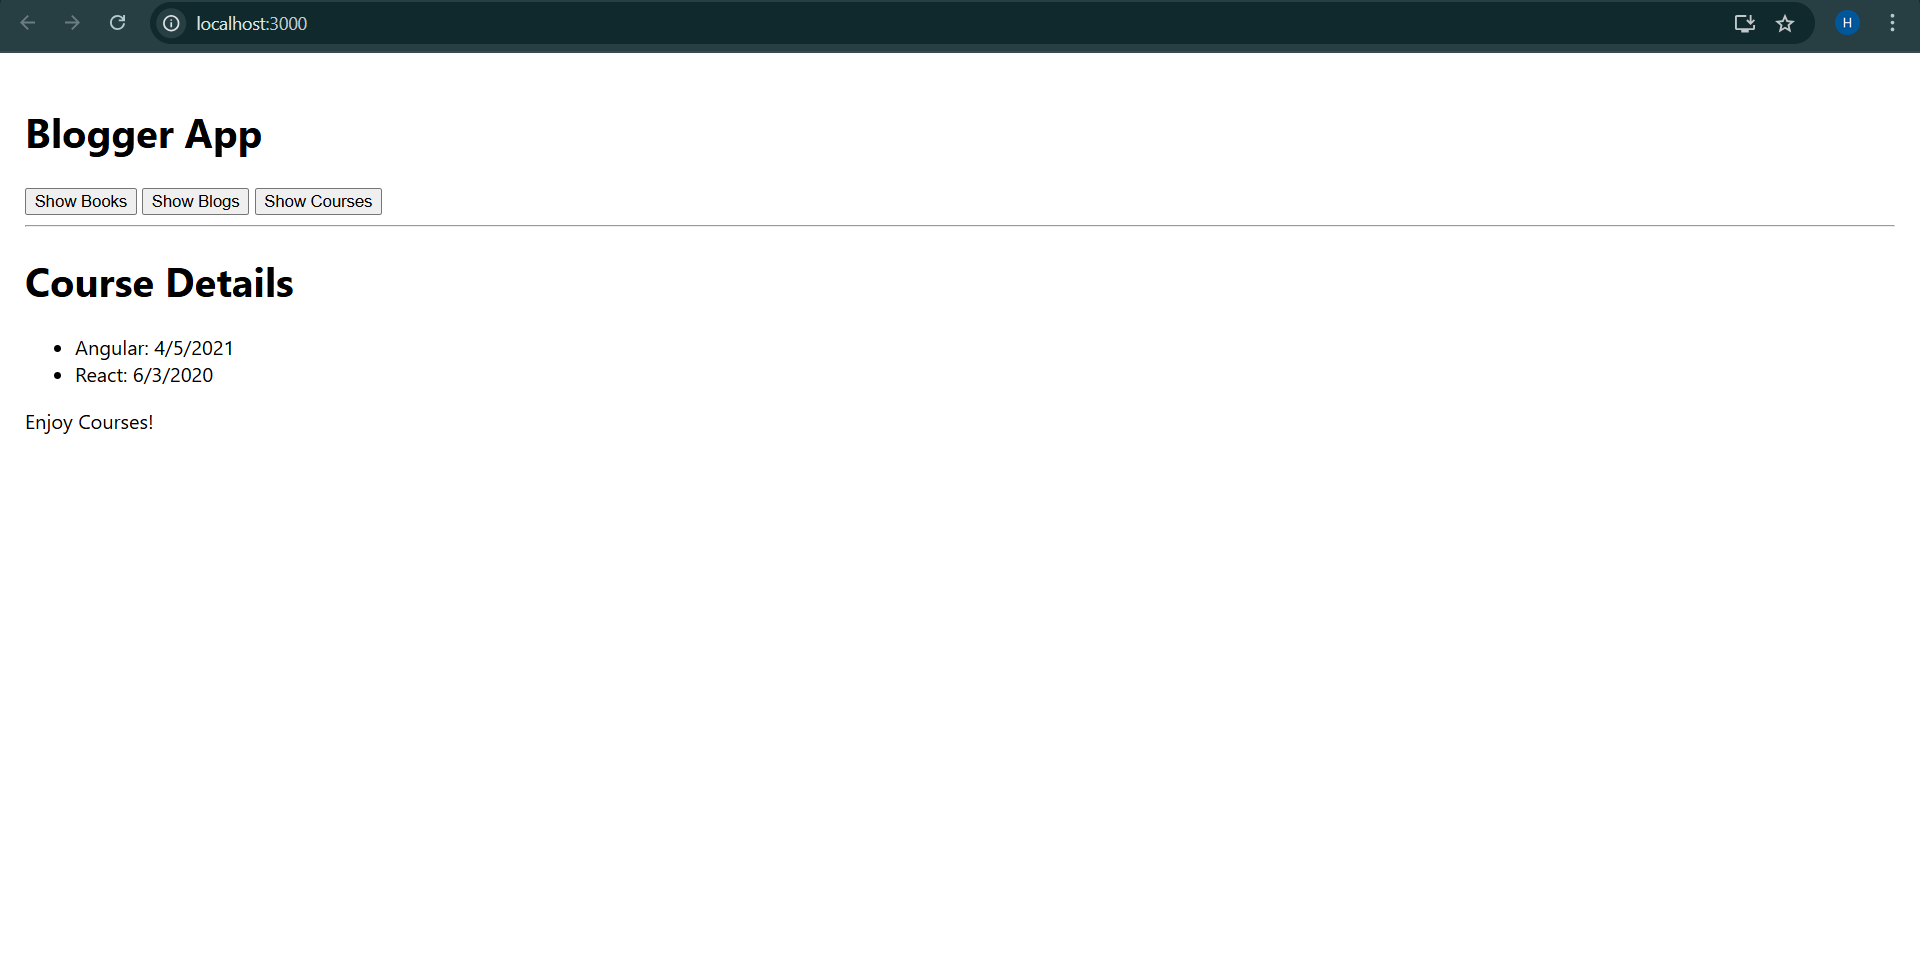 localhost:3000
H
Blogger App
Show Books Show Blogs Show Courses
Course Details
Angular: 4/5/2021
React: 6/3/2020
Enjoy Courses!